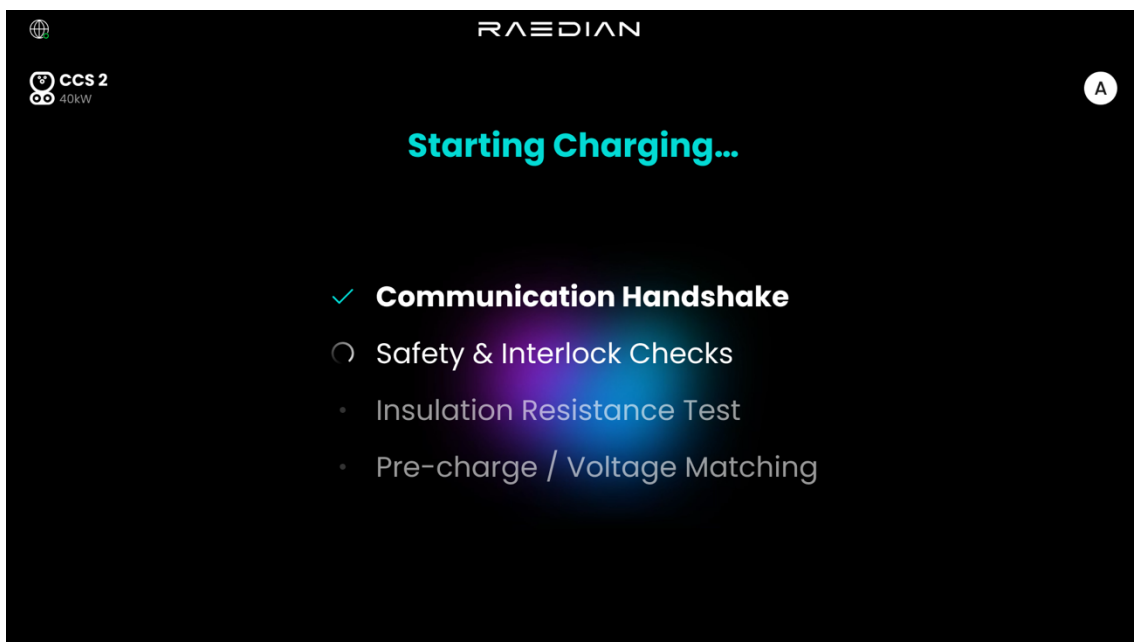 RAEDIAN
CCS 2
40kW
A
Starting Charging...
Communication Handshake
Safety & Interlock Checks
Insulation Resistance Test
Pre-charge / Voltage Matching